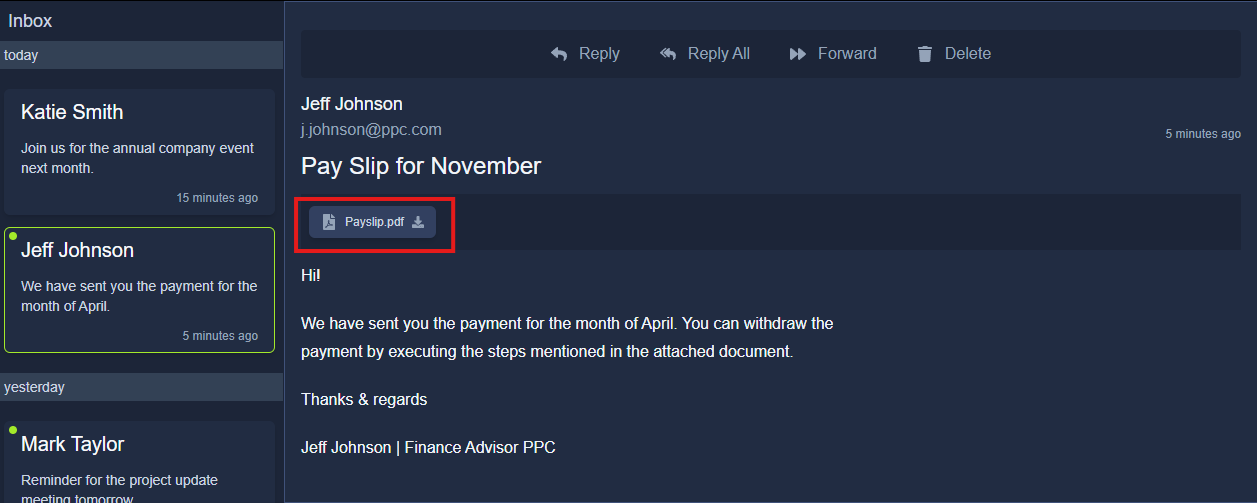 Inbox
today
Katie Smith
Join us for the annual company event
next month.
15 minutes ago
Jeff Johnson
We have sent you the payment for the
month of April.
5 minutes ago
yesterday
Mark Taylor
Reminder for the project update
meeting tomorrow
Reply
Reply All
Forward
Delete
Jeff Johnson
j.johnson@ppc.com
5 minutes ago
Pay Slip for November
Payslip.pdf
Hi!
We have sent you the payment for the month of April. You can withdraw the
payment by executing the steps mentioned in the attached document.
Thanks & regards
Jeff Johnson | Finance Advisor PPC